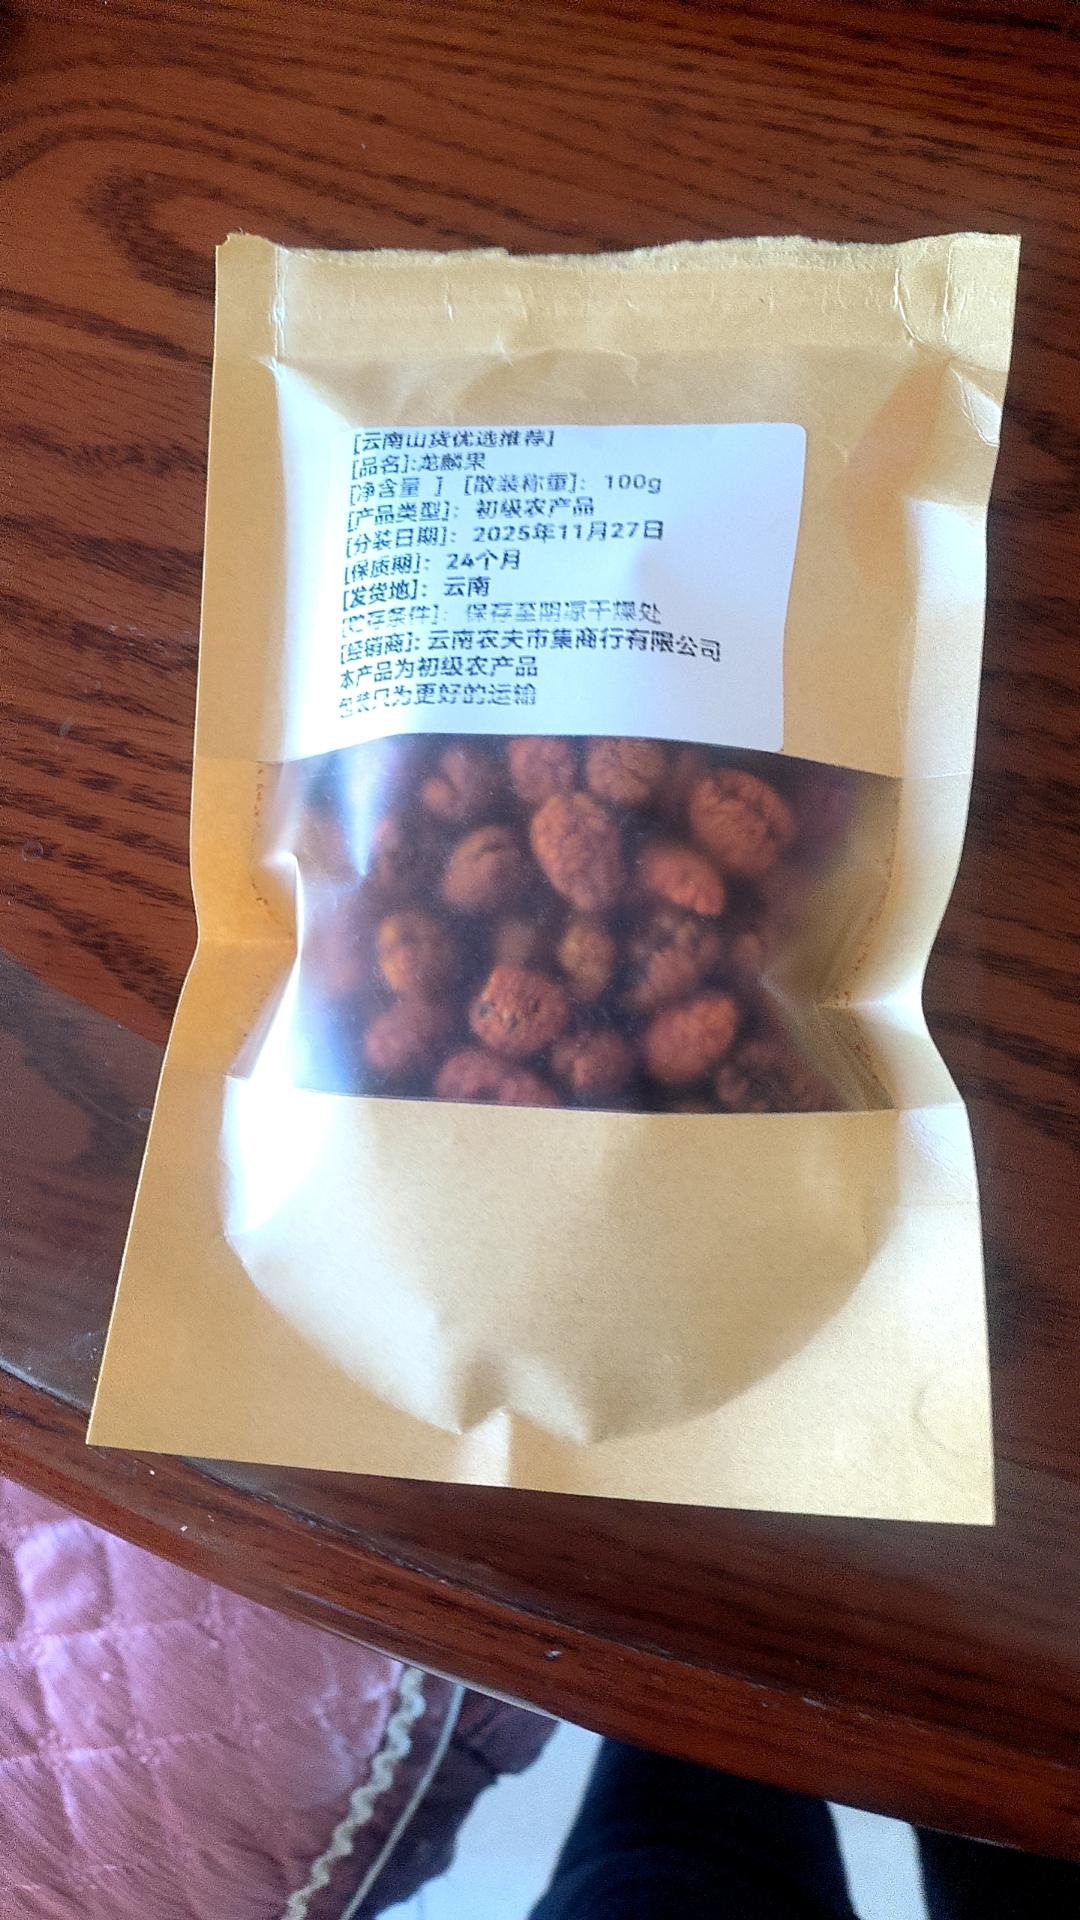 [云南山货优选推荐]
[品名]:龙麟果
[净含量 ] [散装称重]: 100g
[产品类型]: 初级农产品
[分装日期]: 2025年11月27日
[保质期]: 24个月
[发货地]: 云南
[贮存条件]: 保存至阴凉干燥处
[经销商]: 云南农夫市集商行有限公司
本产品为初级农产品
包装只为更好的运输